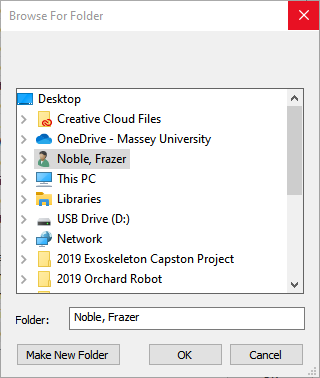 Browse For Folder
Desktop
Creative Cloud Files
OneDrive - Massey University
Noble, Frazer
This PC
Libraries
USB Drive (D:)
Network
2019 Exoskeleton Capston Project
2019 Orchard Robot
Folder: Noble, Frazer
Make New Folder OK Cancel